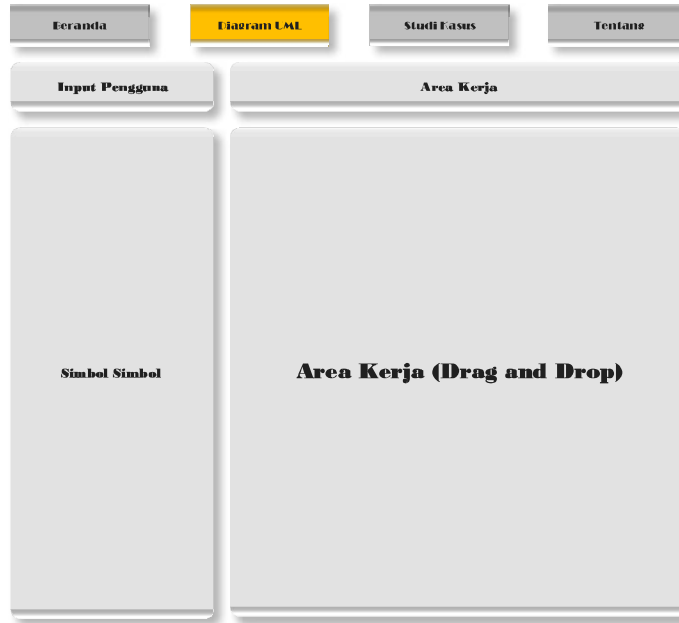 Beranda
Diagram UML
Studi Kasus
Tentang
Input Pengguna
Area Kerja
Simbol Simbol
Area Kerja (Drag and Drop)